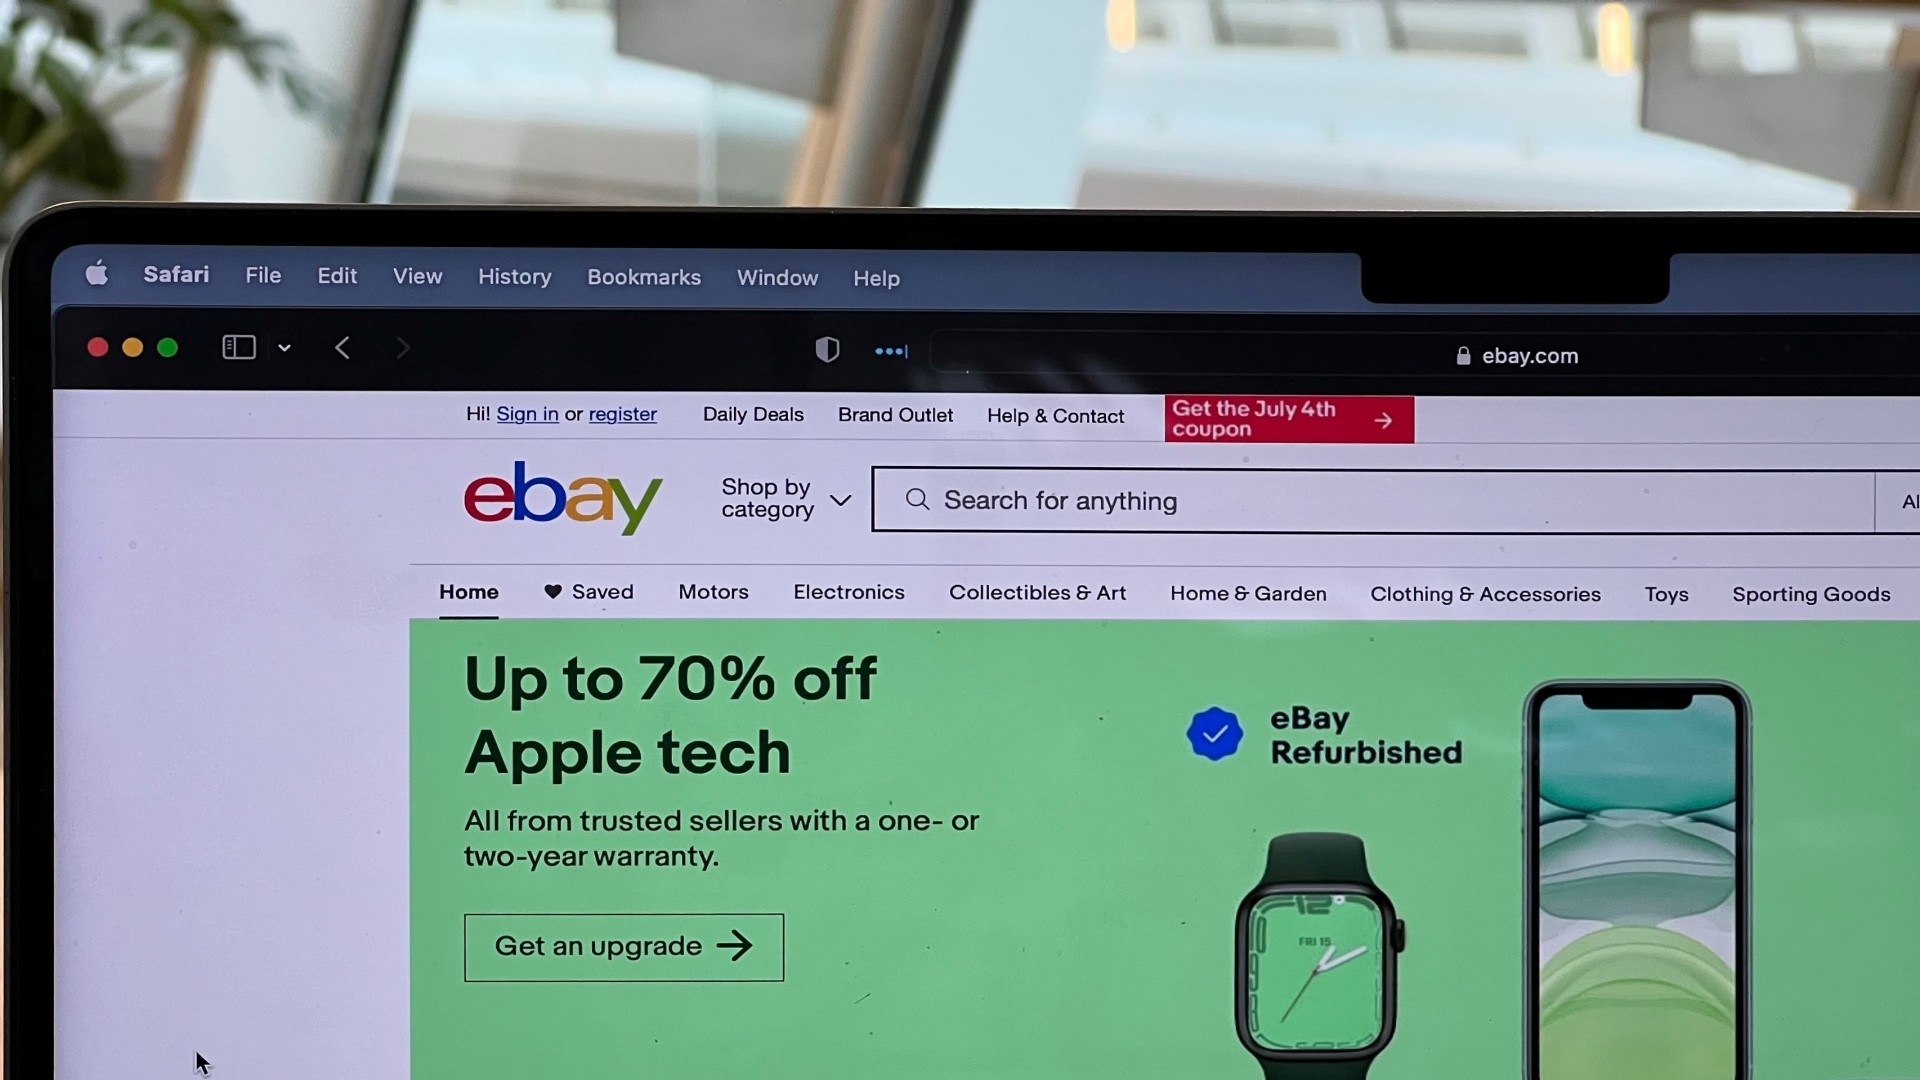 Safari File Edit View History Bookmarks Window Help
ebay.com
Hi! Sign in or register Daily Deals Brand Outlet Help & Contact
Get the July 4th
coupon
ebay
Shop by
category
Search for anything
Home Saved Motors Electronics Collectibles & Art Home & Garden Clothing & Accessories Toys Sporting Goods
Up to 70% off
Apple tech
All from trusted sellers with a one- or
two-year warranty.
Get an upgrade
eBay
Refurbished
12
FRI 15